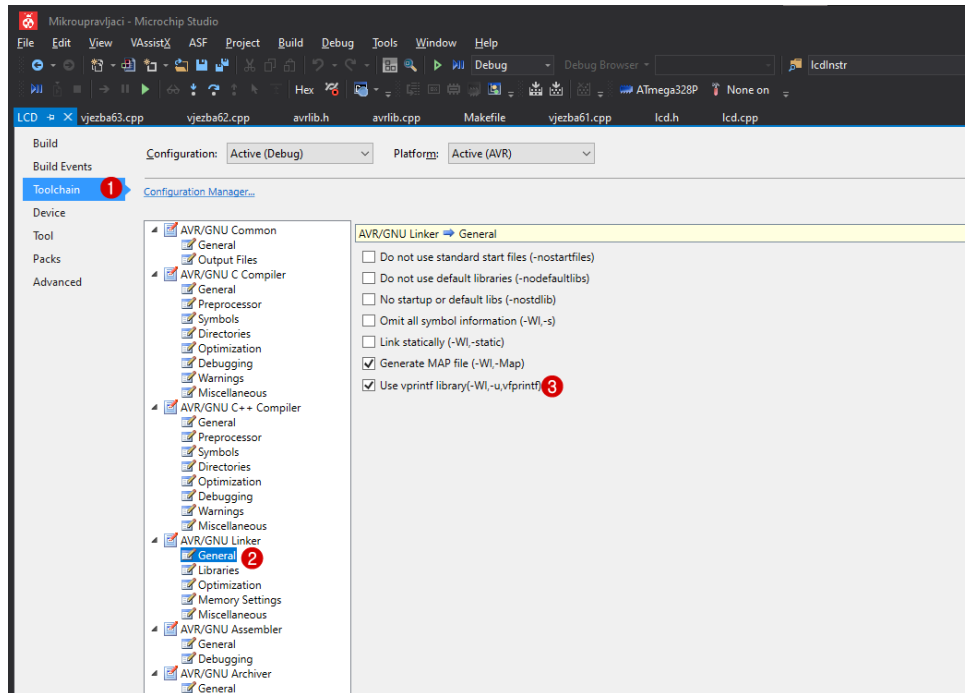 Mikroupravljaci - Microchip Studio
File Edit View VAssistX ASF Project Build Debug Tools Window Help
Debug Debug Browser lcdInstr
Hex ATmega328P None on
LCD vjezba63.cpp vjezba62.cpp avrlib.h avrlib.cpp Makefile vjezba61.cpp lcd.h lcd.cpp
Build
Build Events
Toolchain 1
Device
Tool
Packs
Advanced
Configuration: Active (Debug) Platform: Active (AVR)
Configuration Manager...
AVR/GNU Common
General
Output Files
AVR/GNU C Compiler
General
Preprocessor
Symbols
Directories
Optimization
Debugging
Warnings
Miscellaneous
AVR/GNU C++ Compiler
General
Preprocessor
Symbols
Directories
Optimization
Debugging
Warnings
Miscellaneous
AVR/GNU Linker
General 2
Libraries
Optimization
Memory Settings
Miscellaneous
AVR/GNU Assembler
General
Debugging
AVR/GNU Archiver
General
AVR/GNU Linker General
Do not use standard start files (-nostartfiles)
Do not use default libraries (-nodefaultlibs)
No startup or default libs (-nostdlib)
Omit all symbol information (-Wl,-s)
Link statically (-Wl,-static)
Generate MAP file (-Wl,-Map)
Use vprintf library(-Wl,-u,vfprintf) 3